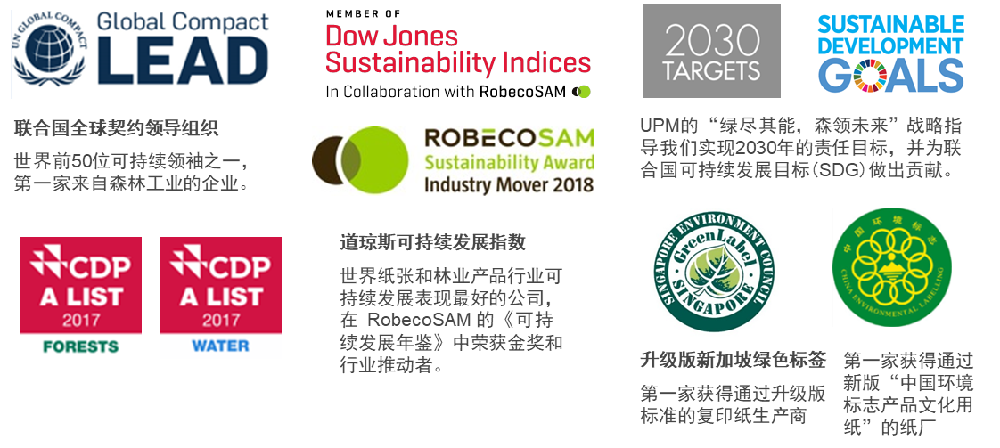 UN GLOBAL COMPACT
Global Compact
LEAD
联合国全球契约领导组织
世界前50位可持续领袖之一，
第一家来自森林工业的企业。
CDP
A LIST
2017
FORESTS
CDP
A LIST
2017
WATER
MEMBER OF
Dow Jones
Sustainability Indices
In Collaboration with RobecoSAM
ROBECOSAM
Sustainability Award
Industry Mover 2018
道琼斯可持续发展指数
世界纸张和林业产品行业可
持续发展表现最好的公司，
在 RobecoSAM 的《可持
续发展年鉴》中荣获金奖和
行业推动者。
2030
TARGETS
SUSTAINABLE
DEVELOPMENT
GOALS
UPM的“绿尽其能，森领未来”战略指
导我们实现2030年的责任目标，并为联
合国可持续发展目标(SDG)做出贡献。
SINGAPORE ENVIRONMENT COUNCIL
GreenLabel
SINGAPORE
升级版新加坡绿色标签
第一家获得通过升级版
标准的复印纸生产商
中国环境标志
CHINA ENVIRONMENTAL LABELLING
第一家获得通过
新版“中国环境
标志产品文化用
纸”的纸厂